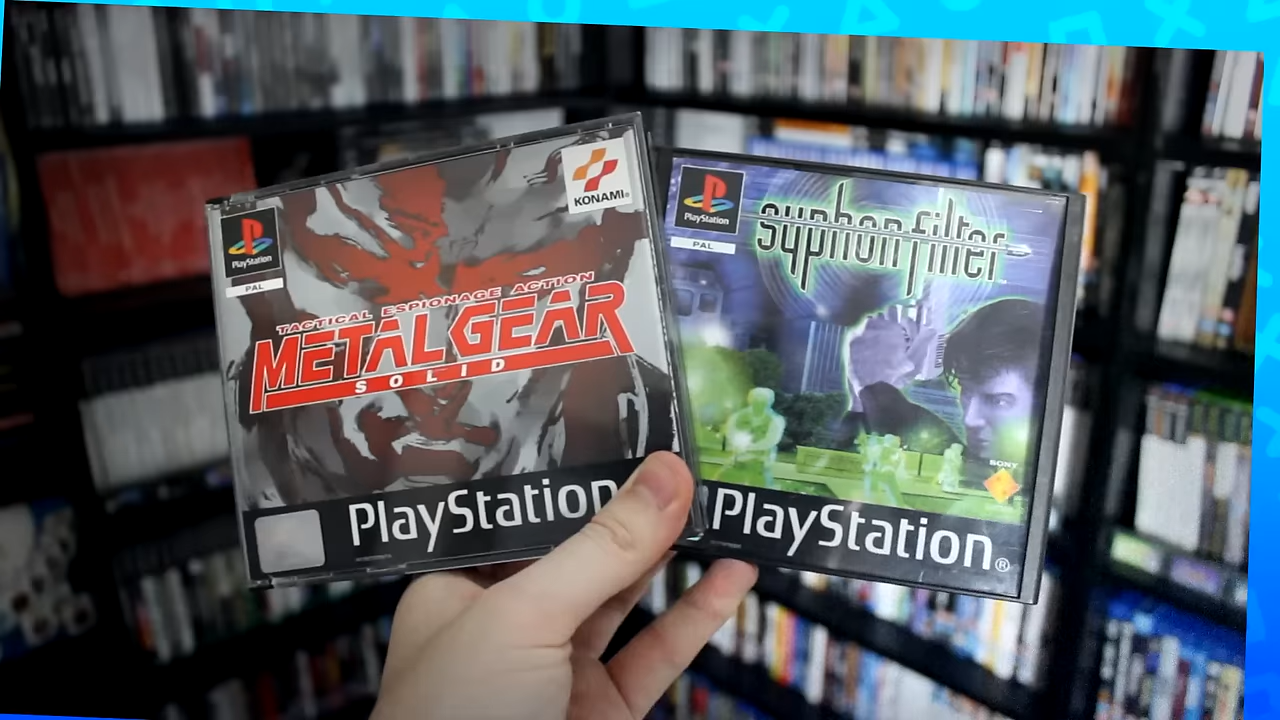 KONAMI®
PlayStation
PAL
TACTICAL ESPIONAGE ACTION
METAL GEAR
SOLID
PlayStation
PlayStation
PAL
syphon filter
SONY
PlayStation®